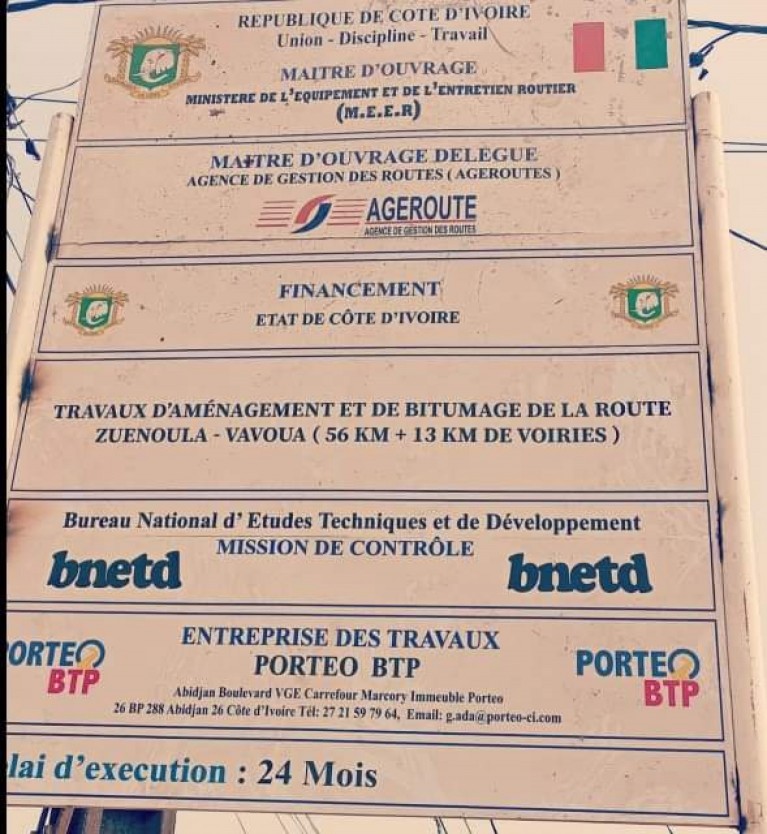 REPUBLIQUE DE COTE D'IVOIRE
Union - Discipline - Travail
MAITRE D'OUVRAGE
MINISTERE DE L'EQUIPEMENT ET DE L'ENTRETIEN ROUTIER
(M.E.E.R)
MAITRE D'OUVRAGE DELEGUE
AGENCE DE GESTION DES ROUTES ( AGEROUTES )
AGEROUTE
AGENCE DE GESTION DES ROUTES
FINANCEMENT
ETAT DE CÔTE D'IVOIRE
TRAVAUX D'AMÉNAGEMENT ET DE BITUMAGE DE LA ROUTE
ZUENOULA - VAVOUA ( 56 KM + 13 KM DE VOIRIES )
Bureau National d' Etudes Techniques et de Développement
MISSION DE CONTRÔLE
bnetd bnetd
ENTREPRISE DES TRAVAUX
PORTEO BTP
ORTEO BTP
PORTEO BTP
Abidjan Boulevard VGE Carrefour Marcory Immeuble Porteo
26 BP 288 Abidjan 26 Côte d'Ivoire Tél: 27 21 59 79 64, Email: g.ada@porteo-ci.com
lai d'execution : 24 Mois